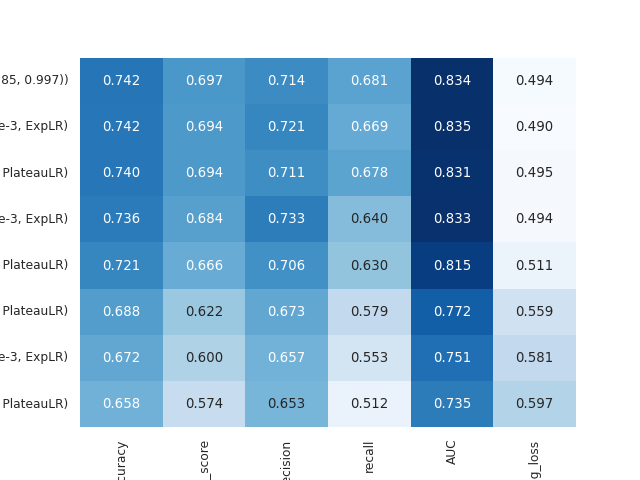 85, 0.997)) 0.742 0.697 0.714 0.681 0.834 0.494
e-3, ExpLR) 0.742 0.694 0.721 0.669 0.835 0.490
PlateauLR) 0.740 0.694 0.711 0.678 0.831 0.495
e-3, ExpLR) 0.736 0.684 0.733 0.640 0.833 0.494
PlateauLR) 0.721 0.666 0.706 0.630 0.815 0.511
PlateauLR) 0.688 0.622 0.673 0.579 0.772 0.559
e-3, ExpLR) 0.672 0.600 0.657 0.553 0.751 0.581
PlateauLR) 0.658 0.574 0.653 0.512 0.735 0.597
curacy _score ecision recall AUC g_loss